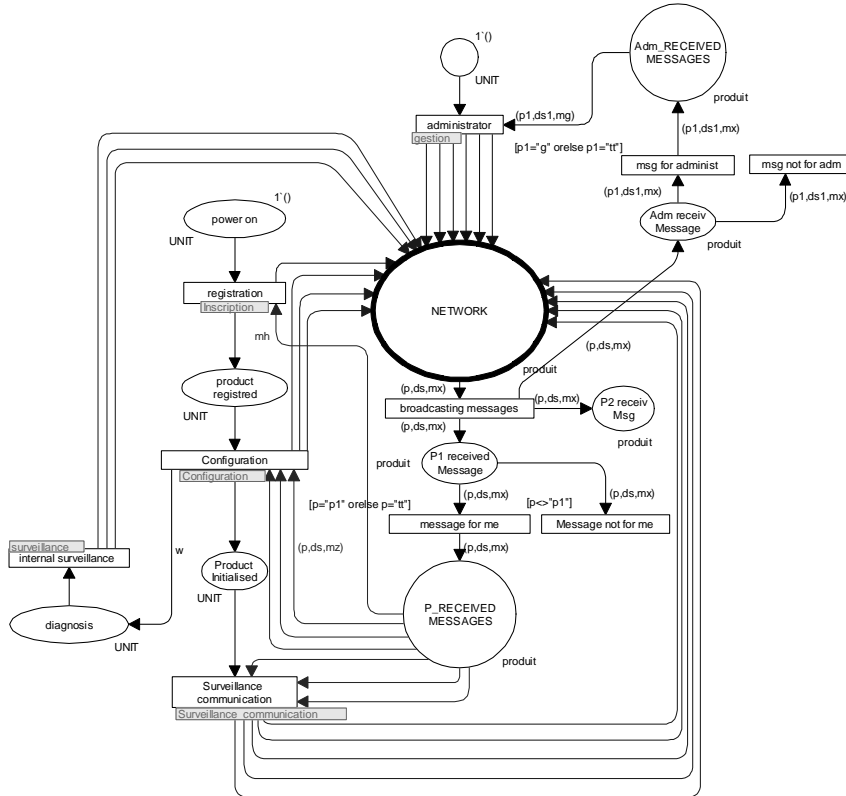 1`()
UNIT
Adm_RECEIVED
MESSAGES
produit
(p1,ds1,mg)
administrator
gestion
(p1,ds1,mx)
[p1="g" orelse p1="tt"]
msg for administ
msg not for adm
(p1,ds1,mx)
(p1,ds1,mx)
1`()
power on
UNIT
Adm receiv
Message
produit
registration
Inscription
NETWORK
mh
(p,ds,mx)
produit
product
registred
UNIT
(p,ds,mx)
broadcasting messages
(p,ds,mx)
P2 receiv
Msg
produit
(p,ds,mx)
Configuration
Configuration
produit
P1 received
Message
(p,ds,mx)
(p,ds,mx)
[p="p1" orelse p="tt"]
[p<>"p1"]
message for me
Message not for me
surveillance
internal surveillance
w
(p,ds,mz)
(p,ds,mx)
Product
Initialised
UNIT
diagnosis
UNIT
P_RECEIVED
MESSAGES
produit
Surveillance
communication
Surveillance communication